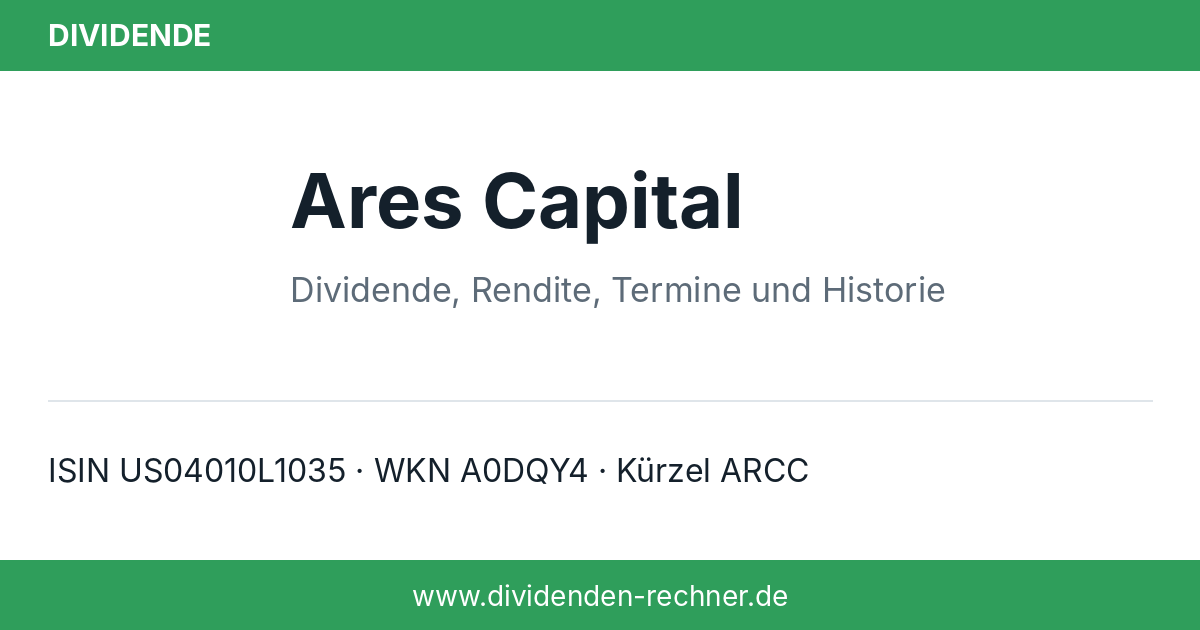 DIVIDENDE
Ares Capital
Dividende, Rendite, Termine und Historie
ISIN US04010L1035 · WKN A0DQY4 · Kürzel ARCC
www.dividenden-rechner.de